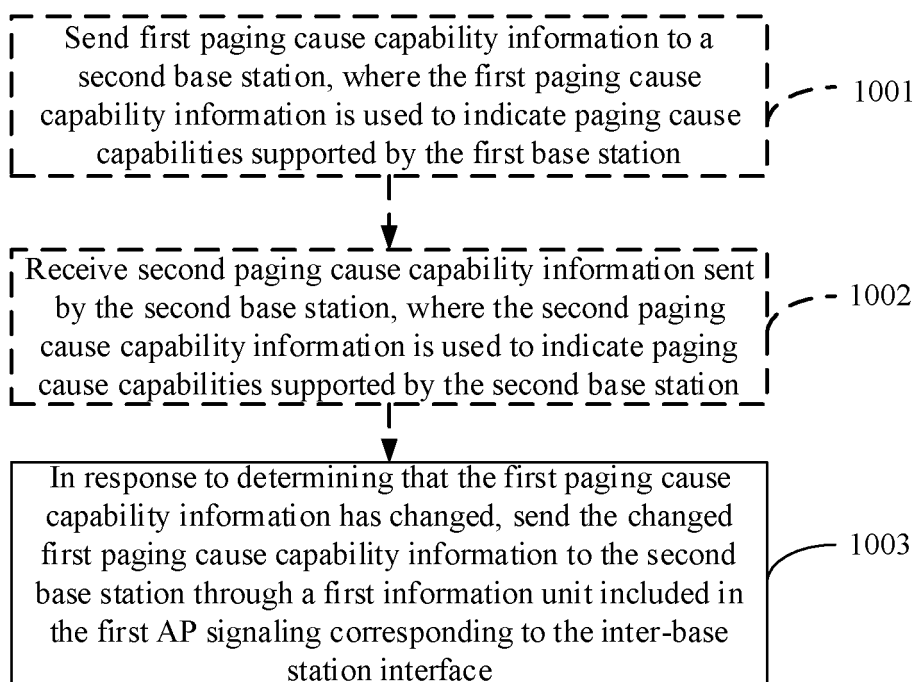 Send first paging cause capability information to a
second base station, where the first paging cause
capability information is used to indicate paging cause
capabilities supported by the first base station
1001
Receive second paging cause capability information sent
by the second base station, where the second paging
cause capability information is used to indicate paging
cause capabilities supported by the second base station
1002
In response to determining that the first paging cause
capability information has changed, send the changed
first paging cause capability information to the second
base station through a first information unit included in
the first AP signaling corresponding to the inter-base
station interface
1003